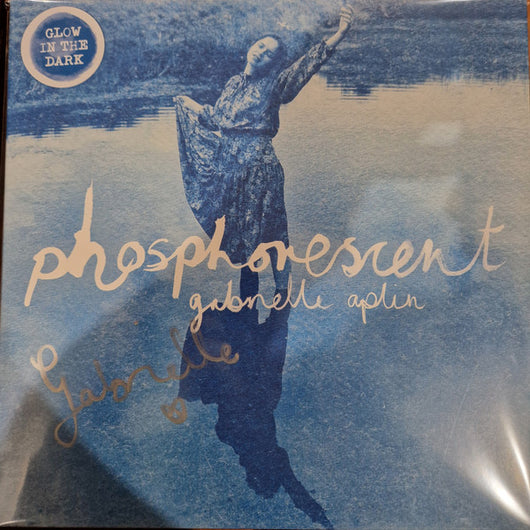 GLOW
IN THE
DARK
phosphorescent
gabrielle aplin
Gabrielle